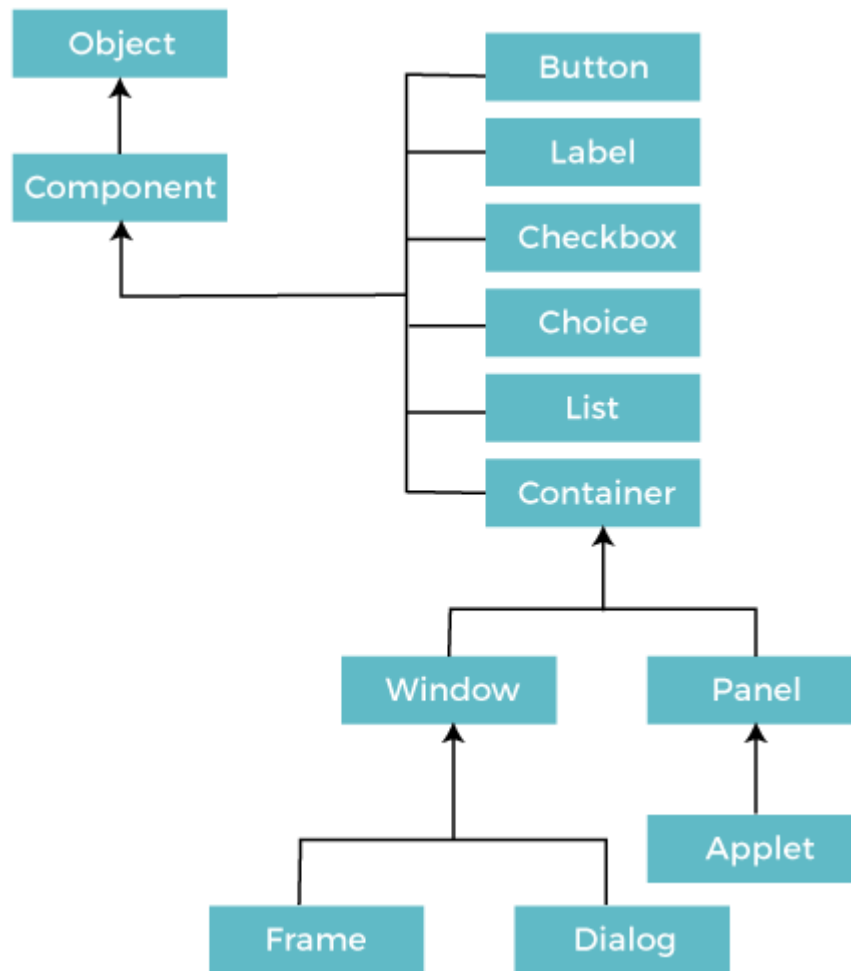 Object
Component
Button
Label
Checkbox
Choice
List
Container
Window
Panel
Applet
Frame
Dialog